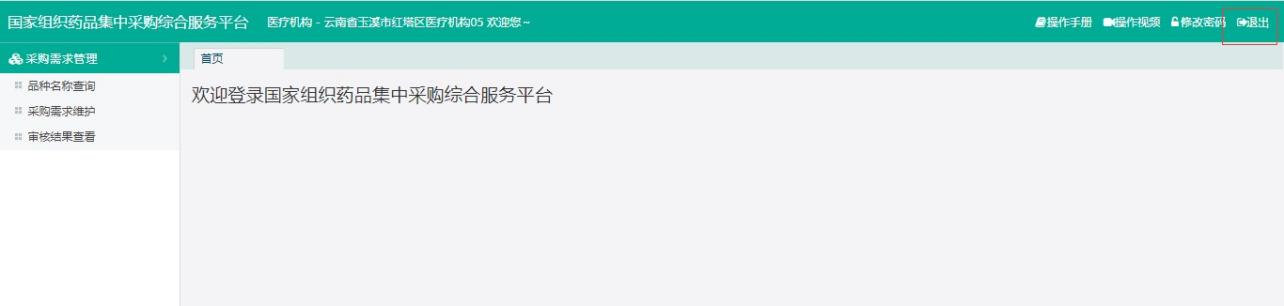 国家组织药品集中采购综合服务平台 医疗机构 - 云南省玉溪市红塔区医疗机构05 欢迎您~ 操作手册 操作视频 修改密码 退出
采购需求管理 首页
品种名称查询
欢迎登录国家组织药品集中采购综合服务平台
采购需求维护
审核结果查看